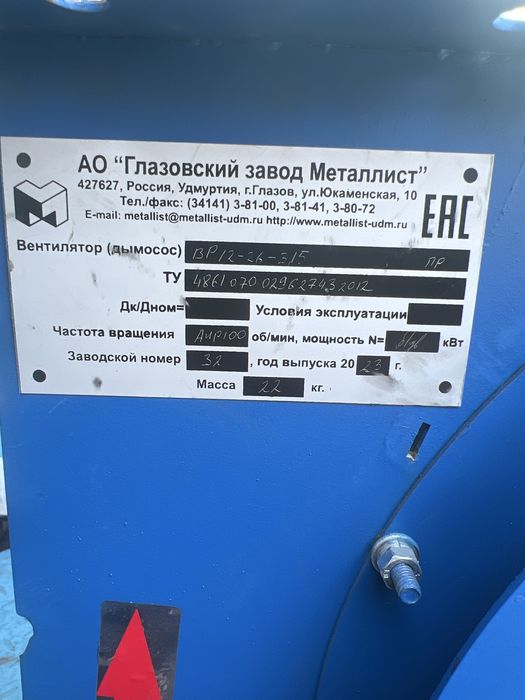 АО "Глазовский завод Металлист"
427627, Россия, Удмуртия, г.Глазов, ул.Юкаменская, 10
Тел./факс: (34141) 3-81-00, 3-81-41, 3-80-72
E-mail: metallist@metallist-udm.ru http://www.metallist-udm.ru
ЕАС
Вентилятор (дымосос) ВР12-26-3,15 ПР
ТУ 4861 070 02962743 2012
Дк/Дном= Условия эксплуатации
Частота вращения АИР100 об/мин, мощность N= б/дв кВт
Заводской номер 32, год выпуска 2023 г.
Масса 22 кг.